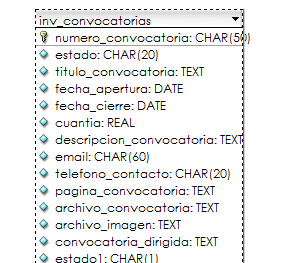 inv_convocatorias
numero_convocatoria: CHAR(50)
estado: CHAR(20)
titulo_convocatoria: TEXT
fecha_apertura: DATE
fecha_cierre: DATE
cuantia: REAL
descripcion_convocatoria: TEXT
email: CHAR(60)
telefono_contacto: CHAR(20)
pagina_convocatoria: TEXT
archivo_convocatoria: TEXT
archivo_imagen: TEXT
convocatoria_dirigida: TEXT
estado1: CHAR(1)